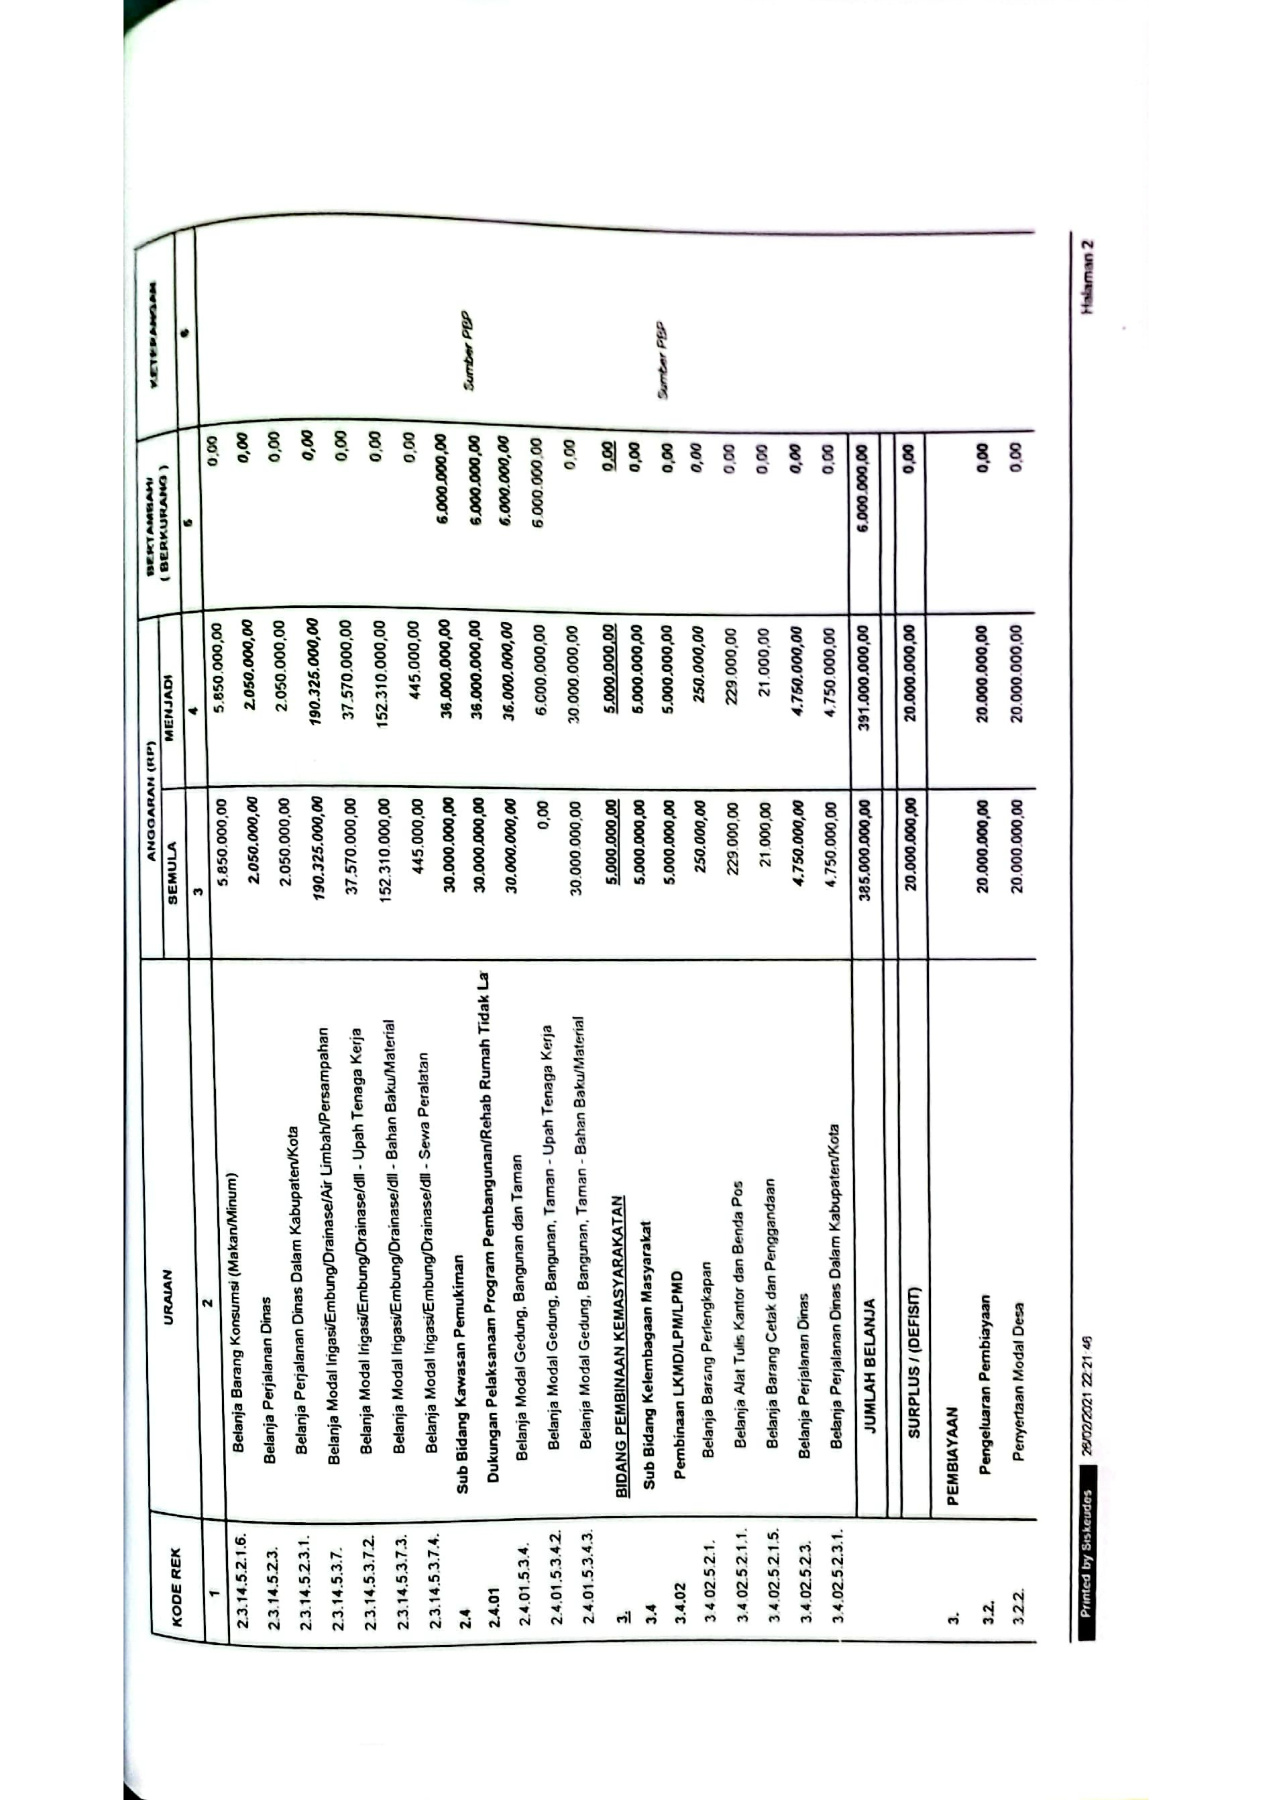 KODE REK URAIAN ANGGARAN (RP) BERTAMBAH/ ( BERKURANG ) KETERANGAN
SEMULA MENJADI
1 2 3 4 5 6
2.3.14.5.2.1.6. Belanja Barang Konsumsi (Makan/Minum) 5.850.000,00 5.850.000,00 0,00
2.3.14.5.2.3. Belanja Perjalanan Dinas 2.050.000,00 2.050.000,00 0,00
2.3.14.5.2.3.1. Belanja Perjalanan Dinas Dalam Kabupaten/Kota 2.050.000,00 2.050.000,00 0,00
2.3.14.5.3.7. Belanja Modal Irigasi/Embung/Drainase/Air Limbah/Persampahan 190.325.000,00 190.325.000,00 0,00
2.3.14.5.3.7.2. Belanja Modal Irigasi/Embung/Drainase/dll - Upah Tenaga Kerja 37.570.000,00 37.570.000,00 0,00
2.3.14.5.3.7.3. Belanja Modal Irigasi/Embung/Drainase/dll - Bahan Baku/Material 152.310.000,00 152.310.000,00 0,00
2.3.14.5.3.7.4. Belanja Modal Irigasi/Embung/Drainase/dll - Sewa Peralatan 445.000,00 445.000,00 0,00
2.4 Sub Bidang Kawasan Pemukiman 30.000.000,00 36.000.000,00 6.000.000,00
2.4.01 Dukungan Pelaksanaan Program Pembangunan/Rehab Rumah Tidak La 30.000.000,00 36.000.000,00 6.000.000,00 Sumber PBP
2.4.01.5.3.4. Belanja Modal Gedung, Bangunan dan Taman 30.000.000,00 36.000.000,00 6.000.000,00
2.4.01.5.3.4.2. Belanja Modal Gedung, Bangunan, Taman - Upah Tenaga Kerja 0,00 6.000.000,00 6.000.000,00
2.4.01.5.3.4.3. Belanja Modal Gedung, Bangunan, Taman - Bahan Baku/Material 30.000.000,00 30.000.000,00 0,00
3. BIDANG PEMBINAAN KEMASYARAKATAN 5.000.000,00 5.000.000,00 0,00
3.4 Sub Bidang Kelembagaan Masyarakat 5.000.000,00 5.000.000,00 0,00
3.4.02 Pembinaan LKMD/LPM/LPMD 5.000.000,00 5.000.000,00 0,00 Sumber PBP
3.4.02.5.2.1. Belanja Barang Perlengkapan 250.000,00 250.000,00 0,00
3.4.02.5.2.1.1. Belanja Alat Tulis Kantor dan Benda Pos 229.000,00 229.000,00 0,00
3.4.02.5.2.1.5. Belanja Barang Cetak dan Penggandaan 21.000,00 21.000,00 0,00
3.4.02.5.2.3. Belanja Perjalanan Dinas 4.750.000,00 4.750.000,00 0,00
3.4.02.5.2.3.1. Belanja Perjalanan Dinas Dalam Kabupaten/Kota 4.750.000,00 4.750.000,00 0,00
JUMLAH BELANJA 385.000.000,00 391.000.000,00 6.000.000,00
SURPLUS / (DEFISIT) 20.000.000,00 20.000.000,00 0,00
3. PEMBIAYAAN
3.2. Pengeluaran Pembiayaan 20.000.000,00 20.000.000,00 0,00
3.2.2. Penyertaan Modal Desa 20.000.000,00 20.000.000,00 0,00
Printed by Siskeudes 26/02/2021 22:21:46 Halaman 2